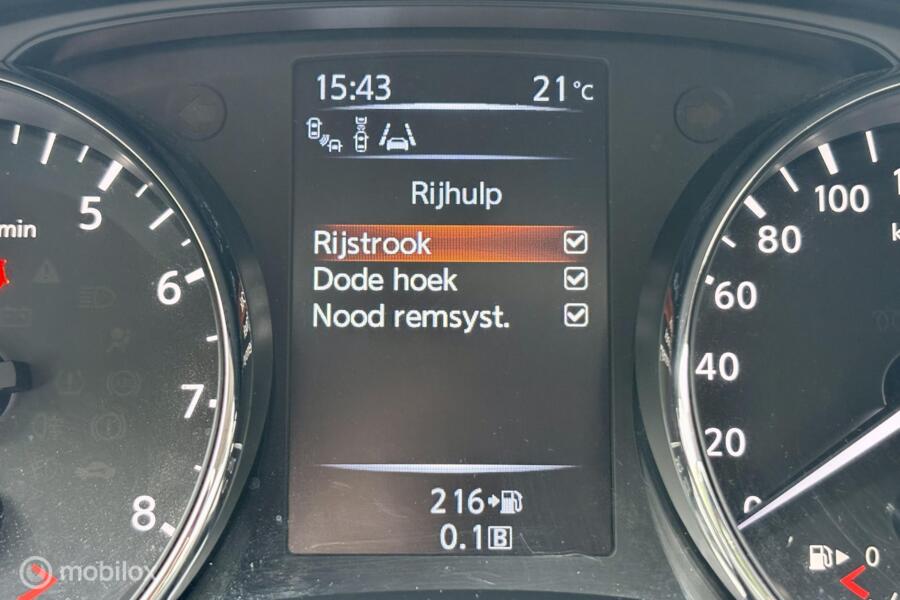 15:43 21°C
Rijhulp
Rijstrook
Dode hoek
Nood remsyst.
216
0.1 B
min
5
6
7
8
100
80
60
40
20
0
0
mobilox